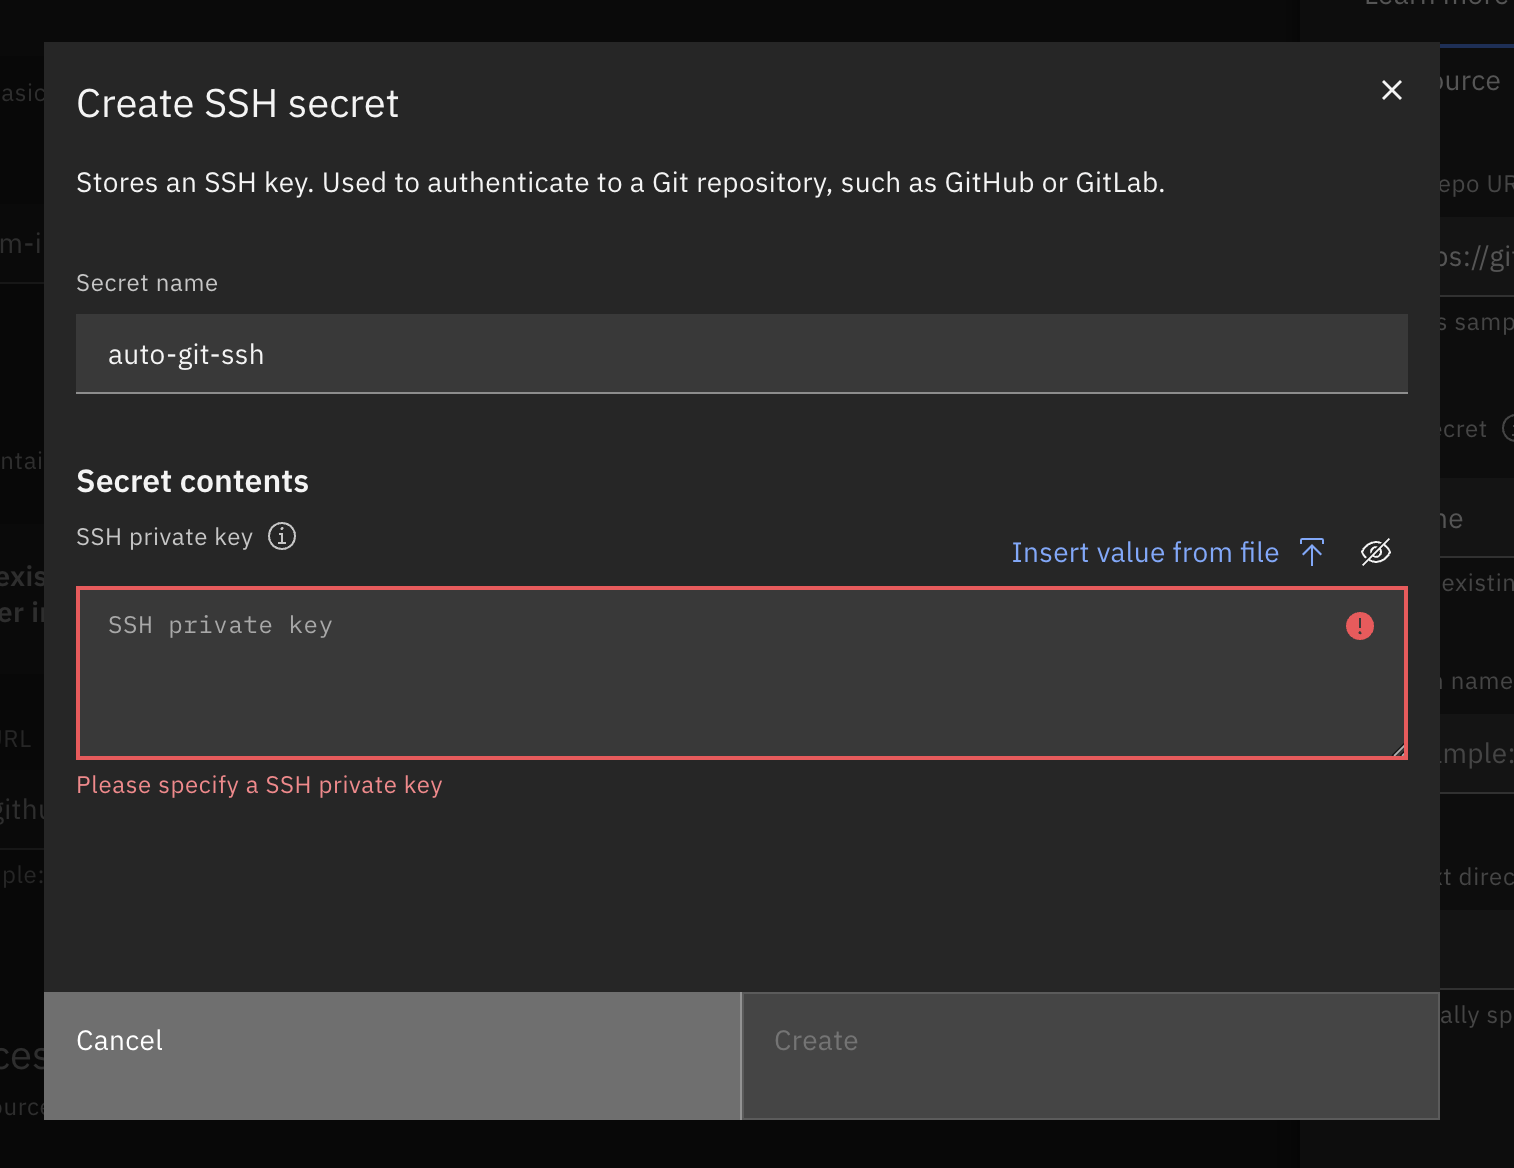 Create SSH secret
Stores an SSH key. Used to authenticate to a Git repository, such as GitHub or GitLab.
Secret name
auto-git-ssh
Secret contents
SSH private key
Insert value from file
SSH private key
Please specify a SSH private key
Cancel
Create